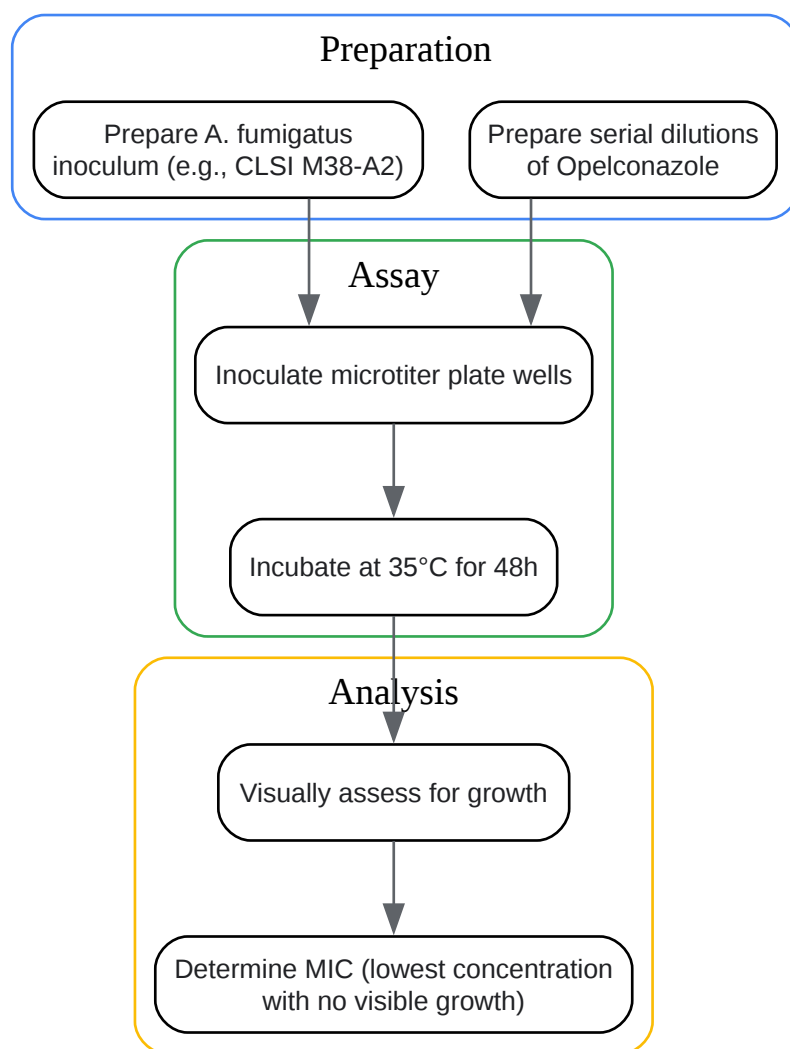 Preparation
Prepare A. fumigatus
inoculum (e.g., CLSI M38-A2)
Prepare serial dilutions
of Opelconazole
Assay
Inoculate microtiter plate wells
Incubate at 35°C for 48h
Analysis
Visually assess for growth
Determine MIC (lowest concentration
with no visible growth)